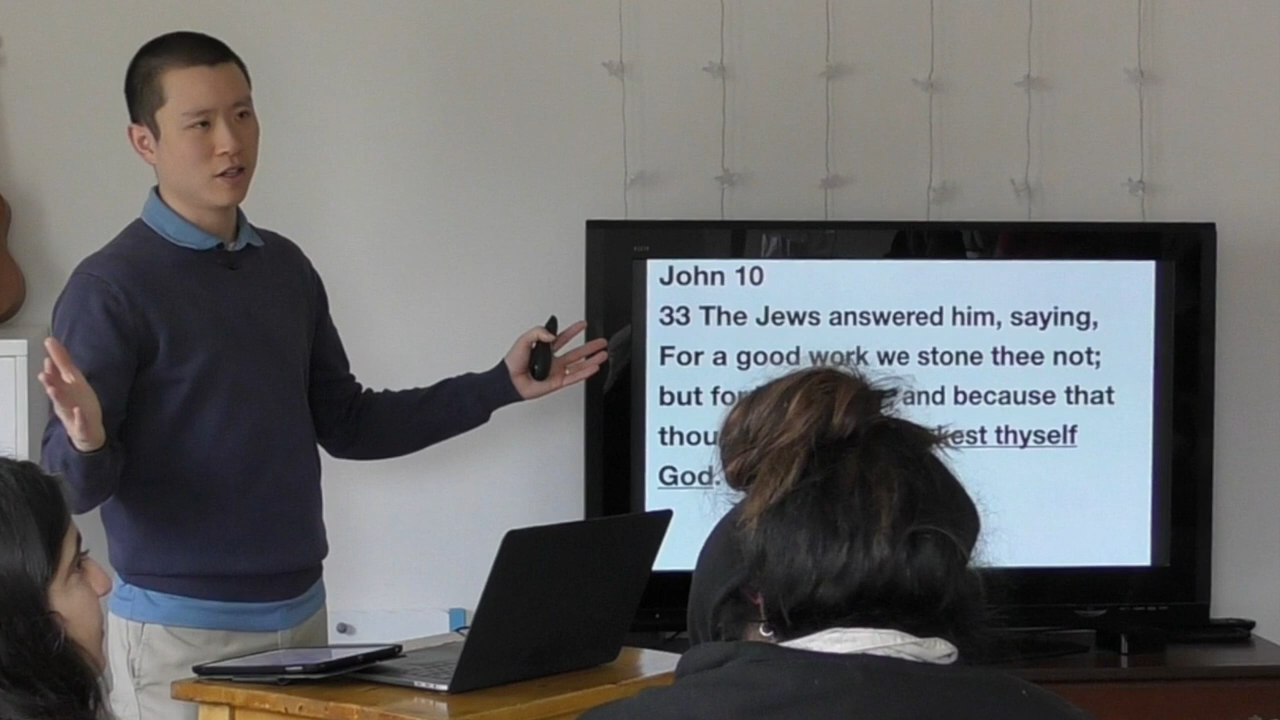 John 10
33 The Jews answered him, saying,
For a good work we stone thee not;
but for and because that
thou thyself
God.